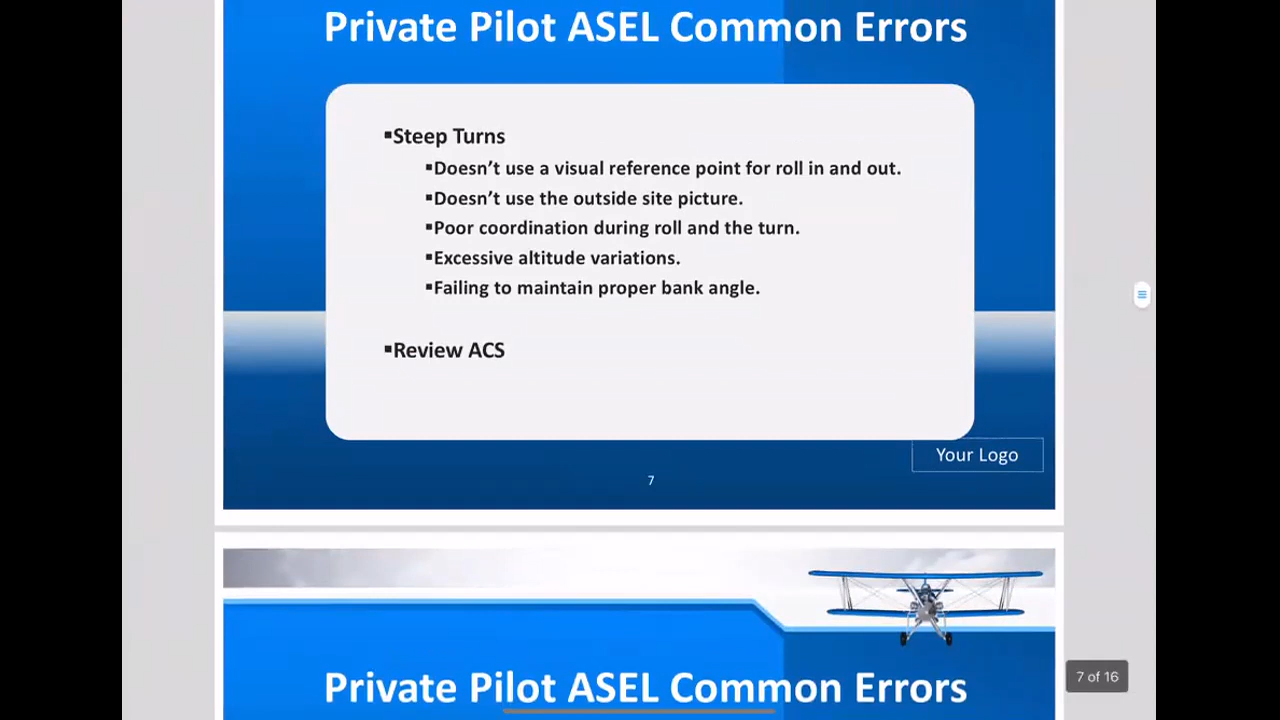 Private Pilot ASEL Common Errors
▪Steep Turns
▪Doesn’t use a visual reference point for roll in and out.
▪Doesn’t use the outside site picture.
▪Poor coordination during roll and the turn.
▪Excessive altitude variations.
▪Failing to maintain proper bank angle.
▪Review ACS
Your Logo
7
7 of 16
Private Pilot ASEL Common Errors